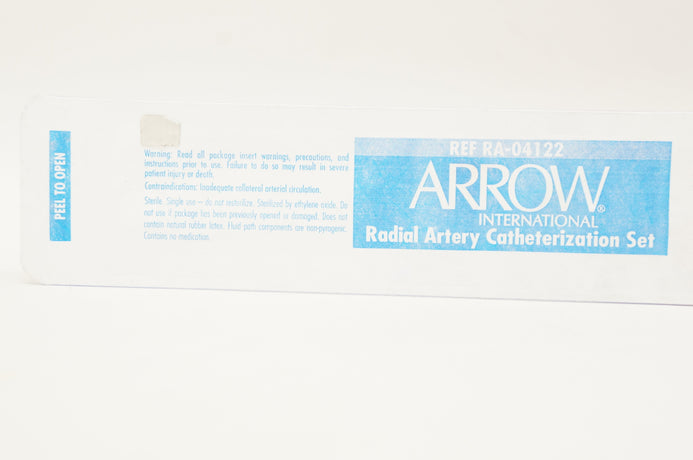 PEEL TO OPEN
Warning: Read all package insert warnings, precautions, and
instructions prior to use. Failure to do so may result in severe
patient injury or death.
Contraindications: Inadequate collateral arterial circulation.
Sterile. Single use – do not resterilize. Sterilized by ethylene oxide. Do
not use if package has been previously opened or damaged. Does not
contain natural rubber latex. Fluid path components are non-pyrogenic.
Contains no medication.
REF RA-04122
ARROW®
INTERNATIONAL
Radial Artery Catheterization Set